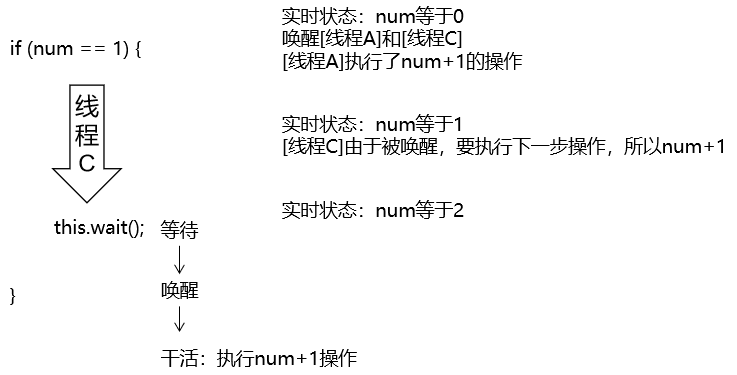 实时状态：num等于0
唤醒[线程A]和[线程C]
if (num == 1) {
[线程A]执行了num+1的操作
线
程
C
实时状态：num等于1
[线程C]由于被唤醒，要执行下一步操作，所以num+1
实时状态：num等于2
this.wait(); 等待
唤醒
}
干活：执行num+1操作